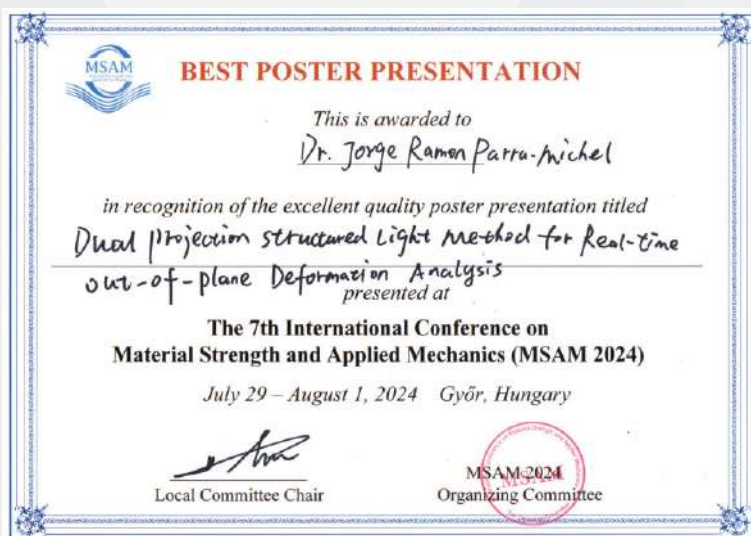 MSAM
BEST POSTER PRESENTATION
This is awarded to
Dr. Jorge Ramon Parra-Michel
in recognition of the excellent quality poster presentation titled
Dual projection structured Light method for Real-time
out-of-plane Deformation Analysis
presented at
The 7th International Conference on
Material Strength and Applied Mechanics (MSAM 2024)
July 29 – August 1, 2024 Győr, Hungary
Local Committee Chair
MSAM 2024
MSAM
Organizing Committee